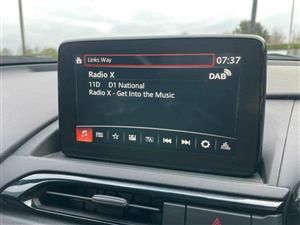 Links Way 07:37
Radio X DAB
11D D1 National
Radio X - Get Into the Music